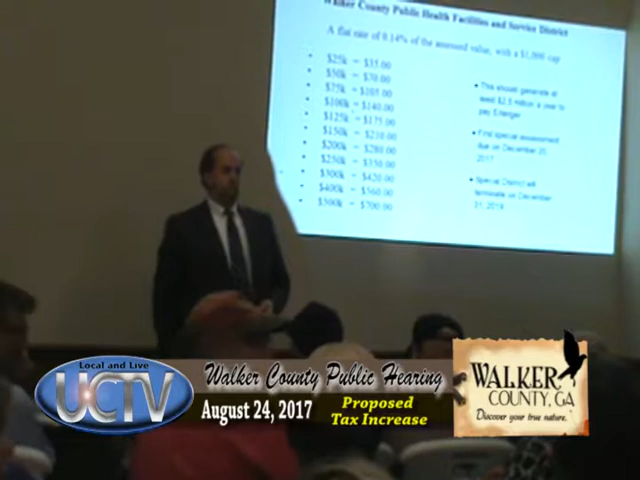 Walker County Public Health Facilities and Service District
A flat rate of 0.14% of the assessed value, with a $1,000 cap
• $25k = $35.00
• $50k = $70.00
• $75k = $105.00
• $100k = $140.00
• $125k = $175.00
• $150k = $210.00
• $200k = $280.00
• $250k = $350.00
• $300k = $420.00
• $400k = $560.00
• $500k = $700.00
• This should generate at
least $2.5 million a year to
pay Erlanger
• First special assessment
due on December 20,
2017
• Special District will
terminate on December
31, 2019
Local and Live
UCTV
Walker County Public Hearing
August 24, 2017
Proposed
Tax Increase
WALKER
COUNTY, GA
Discover your true nature.